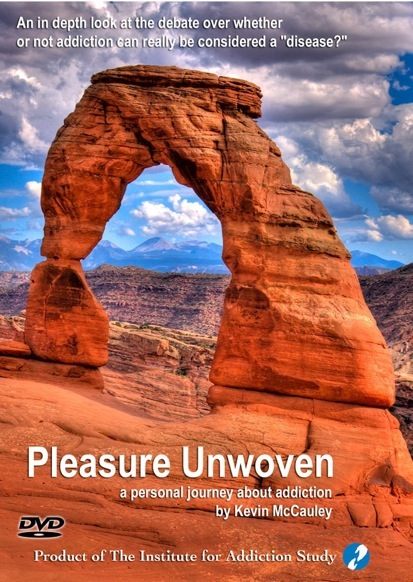 An in depth look at the debate over whether
or not addiction can really be considered a "disease?"
Pleasure Unwoven
a personal journey about addiction
by Kevin McCauley
DVD
Product of The Institute for Addiction Study